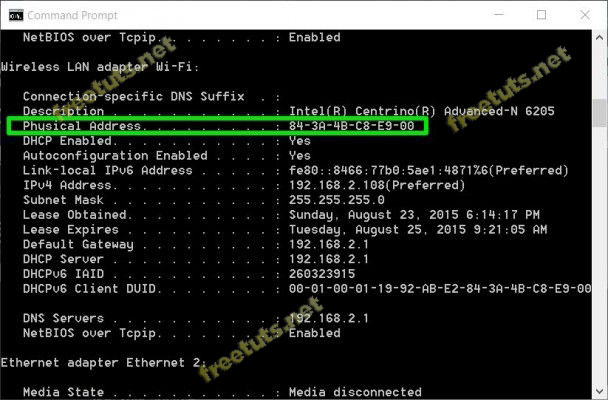 Command Prompt
NetBIOS over Tcpip. . . . . . . . : Enabled
Wireless LAN adapter Wi-Fi:
Connection-specific DNS Suffix . :
Description . . . . . . . . . . . : Intel(R) Centrino(R) Advanced-N 6205
Physical Address. . . . . . . . . : 84-3A-4B-C8-E9-00
DHCP Enabled. . . . . . . . . . . : Yes
Autoconfiguration Enabled . . . . : Yes
Link-local IPv6 Address . . . . . : fe80::8466:77b0:5ae1:4871%6(Preferred)
IPv4 Address. . . . . . . . . . . : 192.168.2.108(Preferred)
Subnet Mask . . . . . . . . . . . : 255.255.255.0
Lease Obtained. . . . . . . . . . : Sunday, August 23, 2015 6:14:17 PM
Lease Expires . . . . . . . . . . : Tuesday, August 25, 2015 9:21:05 AM
Default Gateway . . . . . . . . . : 192.168.2.1
DHCP Server . . . . . . . . . . . : 192.168.2.1
DHCPv6 IAID . . . . . . . . . . . : 260323915
DHCPv6 Client DUID. . . . . . . . : 00-01-00-01-19-92-AB-E2-84-3A-4B-C8-E9-00
DNS Servers . . . . . . . . . . . : 192.168.2.1
NetBIOS over Tcpip. . . . . . . . : Enabled
Ethernet adapter Ethernet 2:
Media State . . . . . . . . . . . : Media disconnected
freetuts.net
freetuts.net
freetuts.net